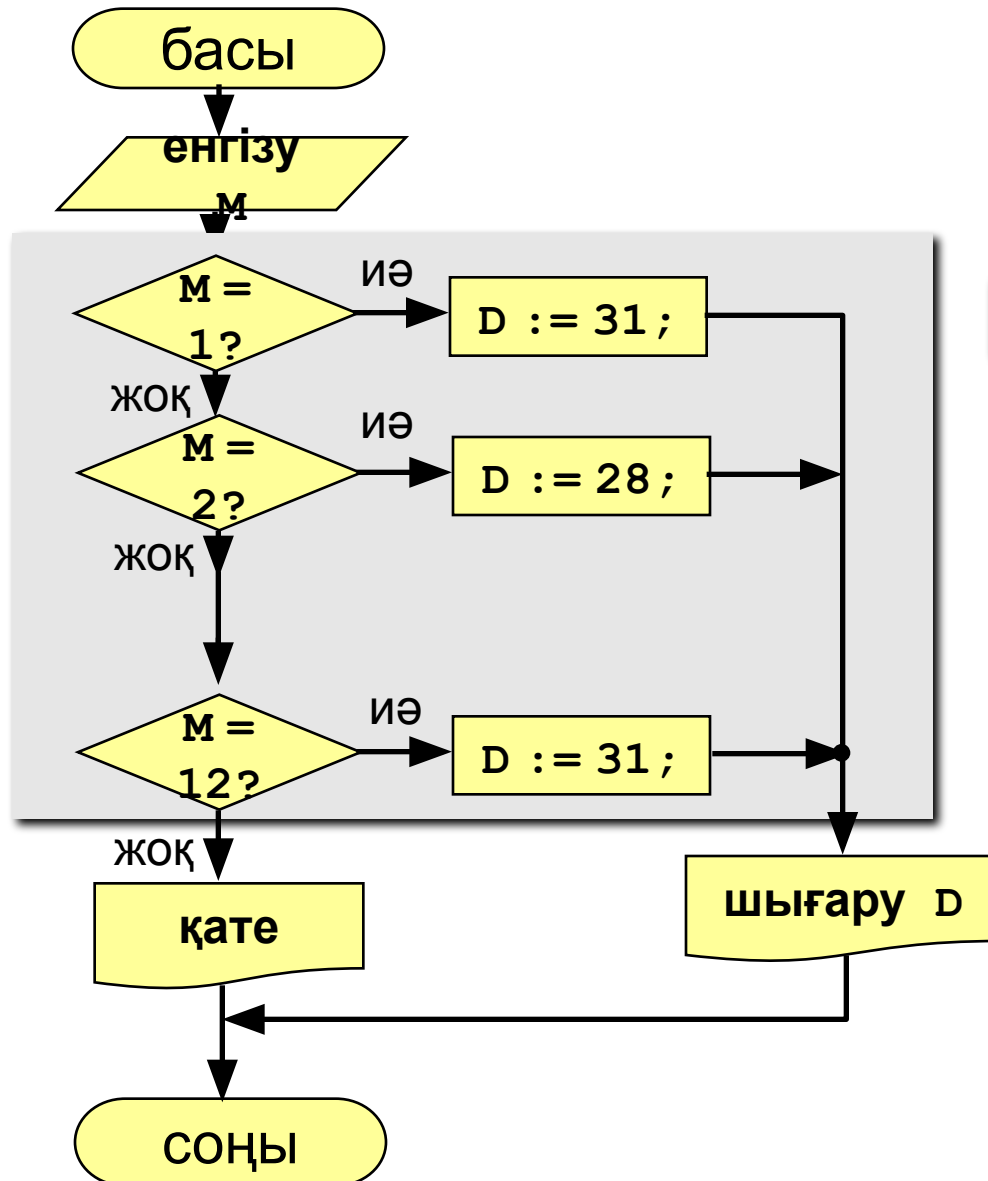 басы
енгізу
M
M =
1?
иә
D := 31;
жоқ
M =
2?
иә
D := 28;
жоқ
M =
12?
иә
D := 31;
жоқ
қате
шығару D
соңы